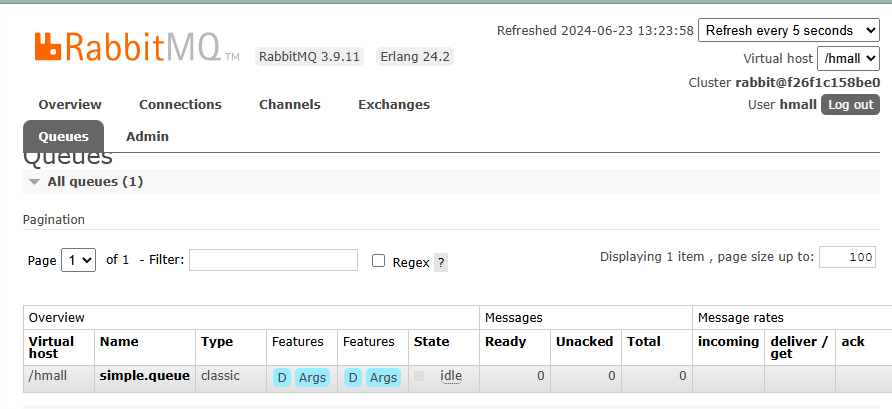 RabbitMQ TM RabbitMQ 3.9.11 Erlang 24.2
Refreshed 2024-06-23 13:23:58 Refresh every 5 seconds
Virtual host /hmall
Cluster rabbit@f26f1c158be0
User hmall Log out
Overview Connections Channels Exchanges
Queues Admin
Queues
All queues (1)
Pagination
Page 1 of 1 - Filter: Regex ? Displaying 1 item , page size up to: 100
Overview Messages Message rates
Virtual host Name Type Features Features State Ready Unacked Total incoming deliver / get ack
/hmall simple.queue classic D Args D Args idle 0 0 0